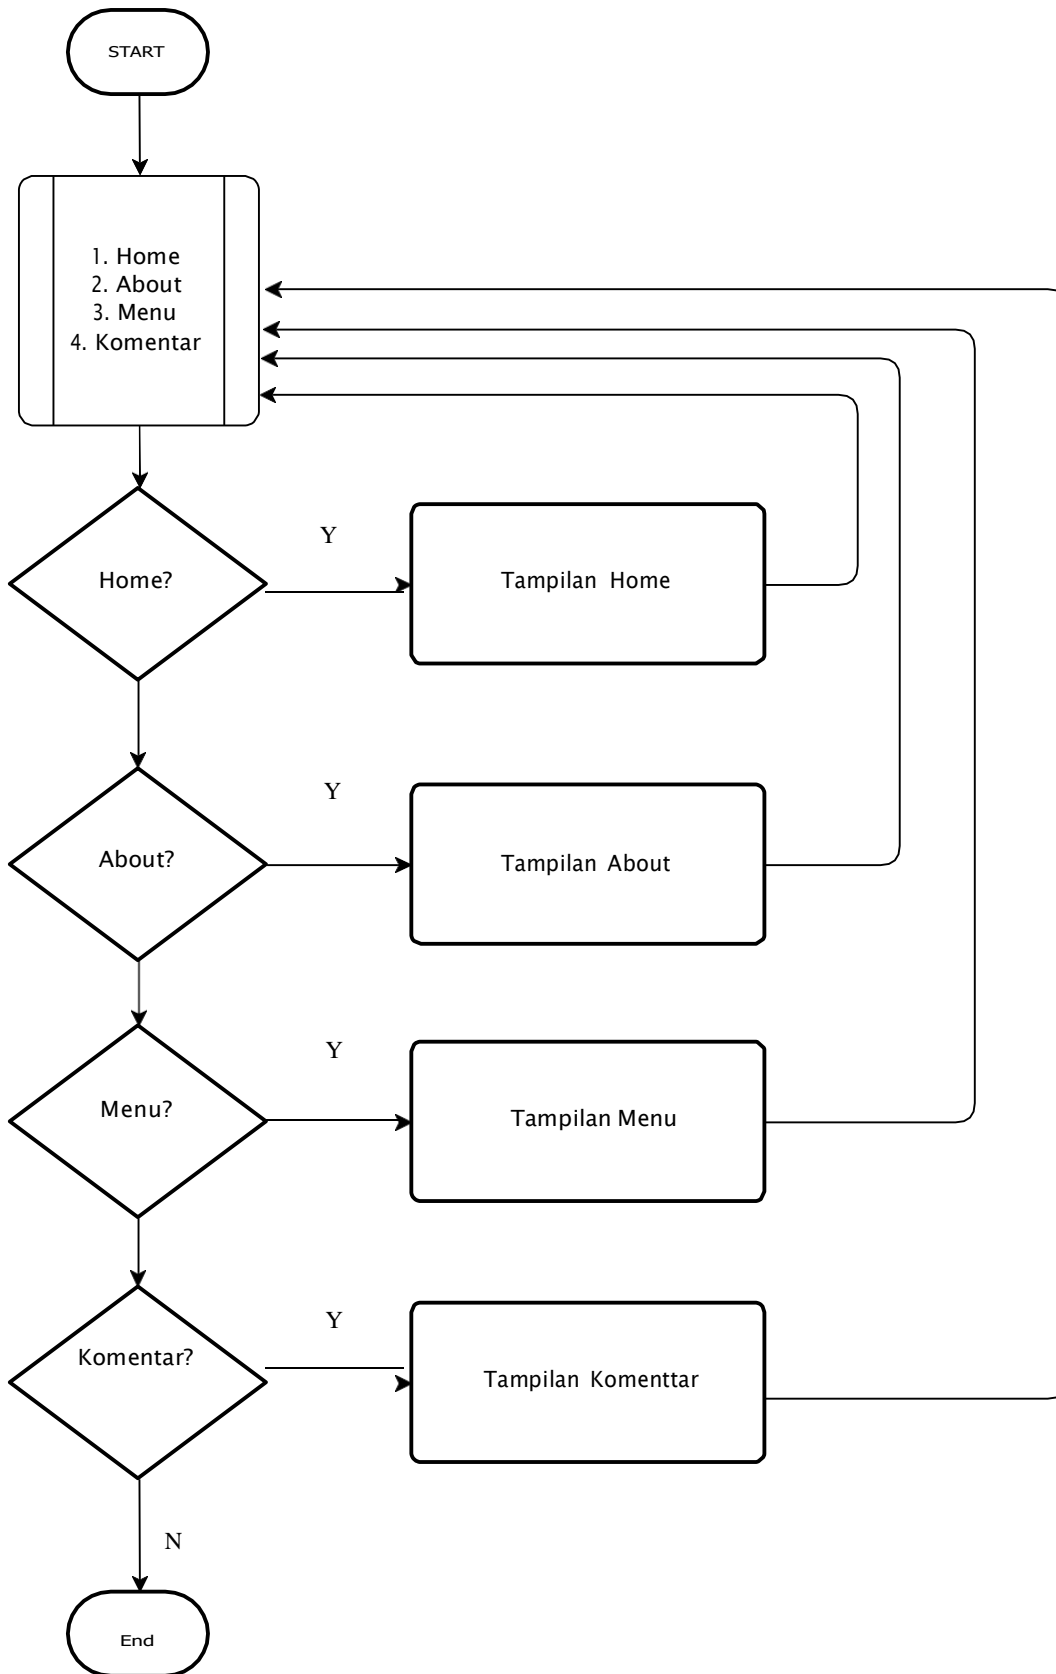 START
1. Home
2. About
3. Menu
4. Komentar
Home?
Y
Tampilan Home
About?
Y
Tampilan About
Menu?
Y
Tampilan Menu
Komentar?
Y
Tampilan Komenttar
N
End